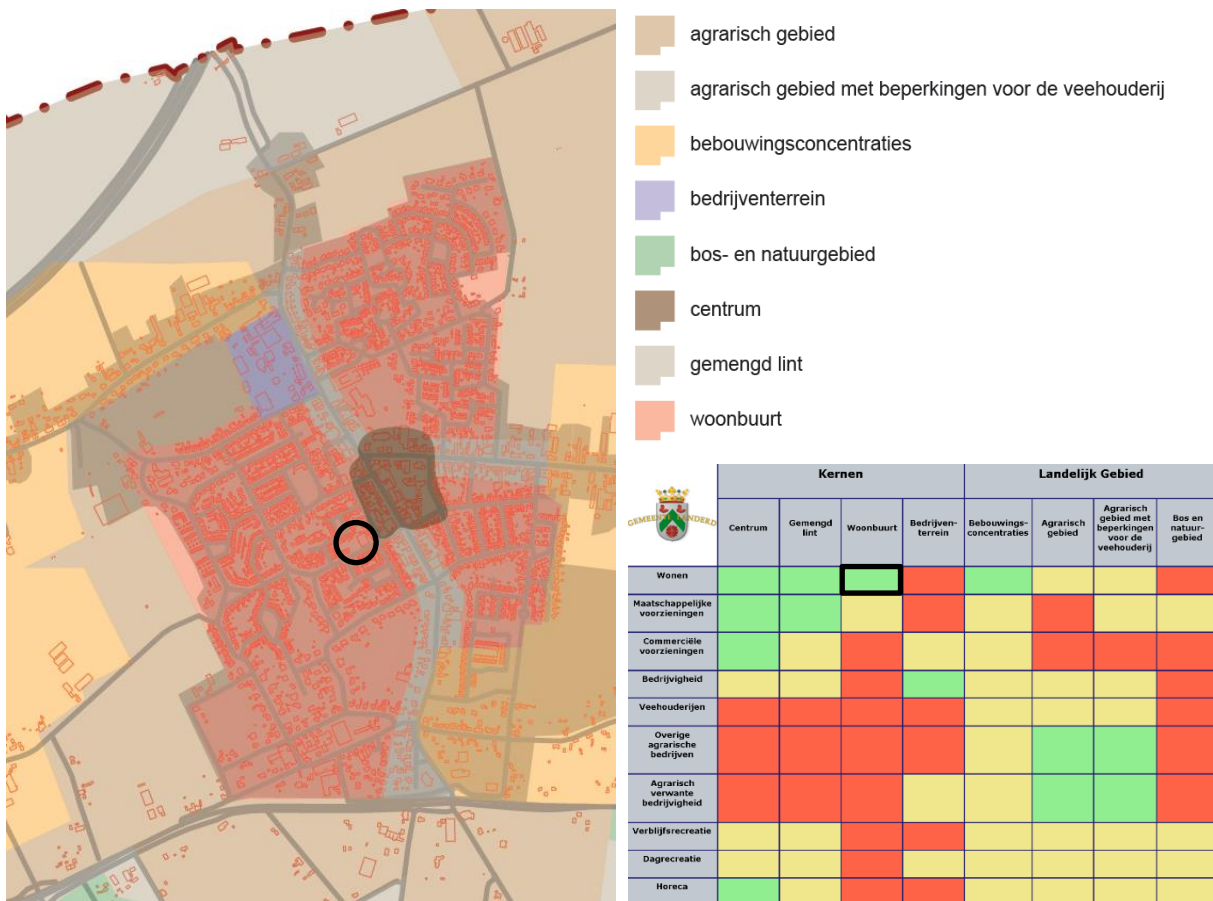 agrarisch gebied
agrarisch gebied met beperkingen voor de veehouderij
bebouwingsconcentraties
bedrijventerrein
bos- en natuurgebied
centrum
gemengd lint
woonbuurt
Kernen
Landelijk Gebied
GEMEENTE LANDERD
Centrum
Gemengd
lint
Woonbuurt
Bedrijven-
terrein
Bebouwings-
concentraties
Agrarisch
gebied
Agrarisch
gebied met
beperkingen
voor de
veehouderij
Bos en
natuur-
gebied
Wonen
Maatschappelijke
voorzieningen
Commerciële
voorzieningen
Bedrijvigheid
Veehouderijen
Overige
agrarische
bedrijven
Agrarisch
verwante
bedrijvigheid
Verblijfsrecreatie
Dagrecreatie
Horeca